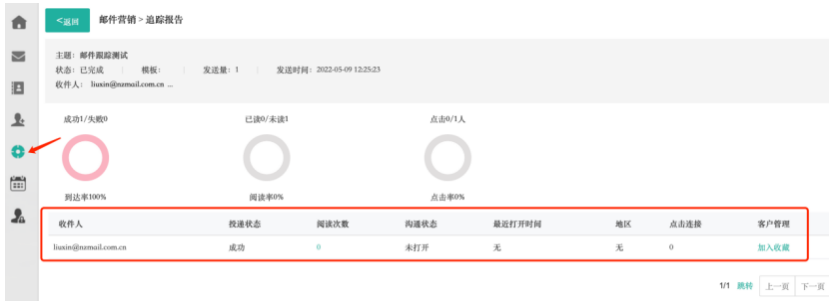 <返回 邮件营销 > 追踪报告
主题: 邮件跟踪测试
状态: 已完成 模板: 发送量: 1 发送时间: 2022-05-09 12:25:23
收件人: liuxin@nzmail.com.cn ...
成功1/失败0 已读0/未读1 点击0/1人
到达率100% 阅读率0% 点击率0%
收件人 投递状态 阅读次数 沟通状态 最近打开时间 地区 点击连接 客户管理
liuxin@nzmail.com.cn 成功 0 未打开 无 无 0 加入收藏
1/1 跳转 上一页 下一页